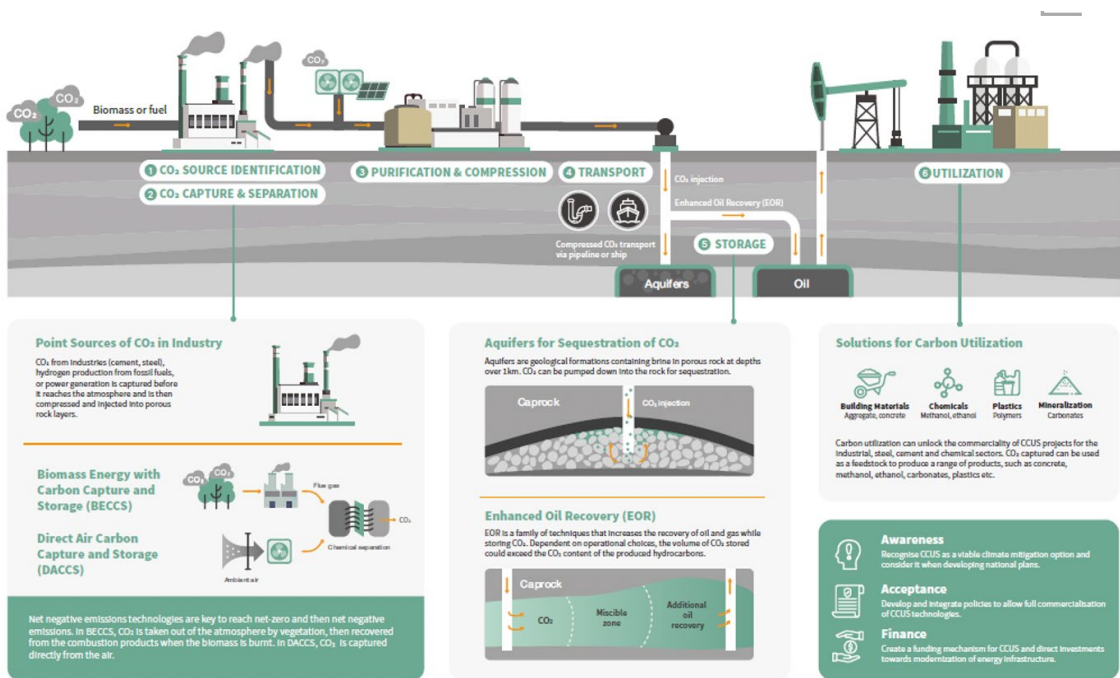 CO₂
CO₂
Biomass or fuel
CO₂
1 CO₂ SOURCE IDENTIFICATION
2 CO₂ CAPTURE & SEPARATION
3 PURIFICATION & COMPRESSION
4 TRANSPORT
Compressed CO₂ transport
via pipeline or ship
CO₂ injection
Enhanced Oil Recovery (EOR)
5 STORAGE
Aquifers
Oil
6 UTILIZATION
Point Sources of CO₂ in Industry
CO₂ from industries (cement, steel),
hydrogen production from fossil fuels,
or power generation is captured before
it reaches the atmosphere and is then
compressed and injected into porous
rock layers.
Biomass Energy with
Carbon Capture and
Storage (BECCS)
CO₂
CO₂
Flue gas
CO₂
Chemical separation
Direct Air Carbon
Capture and Storage
(DACCS)
Ambient air
Net negative emissions technologies are key to reach net-zero and then net negative
emissions. In BECCS, CO₂ is taken out of the atmosphere by vegetation, then recovered
from the combustion products when the biomass is burnt. In DACCS, CO₂ is captured
directly from the air.
Aquifers for Sequestration of CO₂
Aquifers are geological formations containing brine in porous rock at depths
over 1km. CO₂ can be pumped down into the rock for sequestration.
Caprock
CO₂ injection
Enhanced Oil Recovery (EOR)
EOR is a family of techniques that increases the recovery of oil and gas while
storing CO₂. Dependent on operational choices, the volume of CO₂ stored
could exceed the CO₂ content of the produced hydrocarbons.
Caprock
CO₂
Miscible
zone
Additional
oil
recovery
Solutions for Carbon Utilization
Building Materials
Aggregate, concrete
Chemicals
Methanol, ethanol
Plastics
Polymers
Mineralization
Carbonates
Carbon utilization can unlock the commerciality of CCUS projects for the
industrial, steel, cement and chemical sectors. CO₂ captured can be used
as a feedstock to produce a range of products, such as concrete,
methanol, ethanol, carbonates, plastics etc.
Awareness
Recognise CCUS as a viable climate mitigation option and
consider it when developing national plans.
Acceptance
Develop and integrate policies to allow full commercialisation
of CCUS technologies.
Finance
Create a funding mechanism for CCUS and direct investments
towards modernization of energy infrastructure.